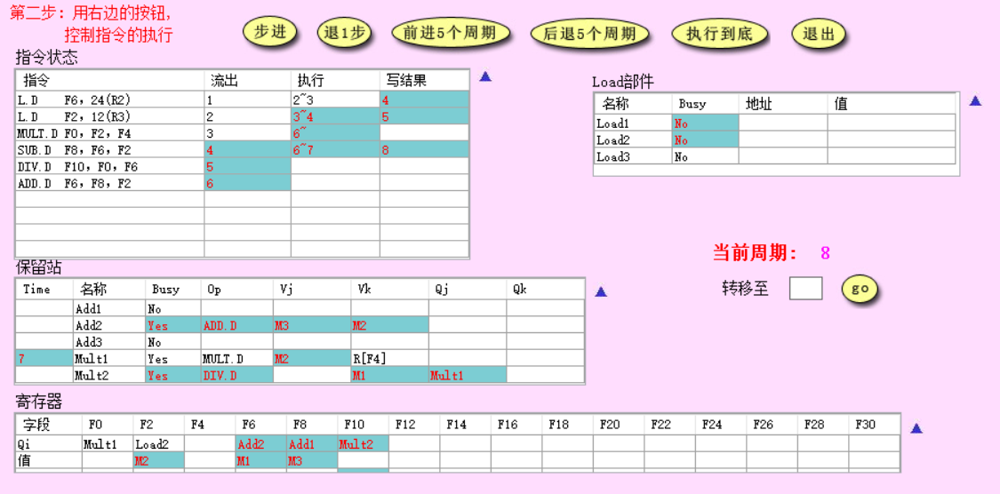 第二步：用右边的按钮，
控制指令的执行
步进 退1步 前进5个周期 后退5个周期 执行到底 退出
指令状态
指令 流出 执行 写结果
L.D F6, 24(R2) 1 2~3 4
L.D F2, 12(R3) 2 3~4 5
MULT.D F0, F2, F4 3 6~
SUB.D F8, F6, F2 4 6~7 8
DIV.D F10, F0, F6 5
ADD.D F6, F8, F2 6
Load部件
名称 Busy 地址 值
Load1 No
Load2 No
Load3 No
当前周期： 8
转移至 go
保留站
Time 名称 Busy Op Vj Vk Qj Qk
Add1 No
Add2 Yes ADD.D M3 M2
Add3 No
7 Mult1 Yes MULT.D M2 R[F4]
Mult2 Yes DIV.D M1 Mult1
寄存器
字段 F0 F2 F4 F6 F8 F10 F12 F14 F16 F18 F20 F22 F24 F26 F28 F30
Qi Mult1 Load2 Add2 Add1 Mult2
值 M2 M1 M3